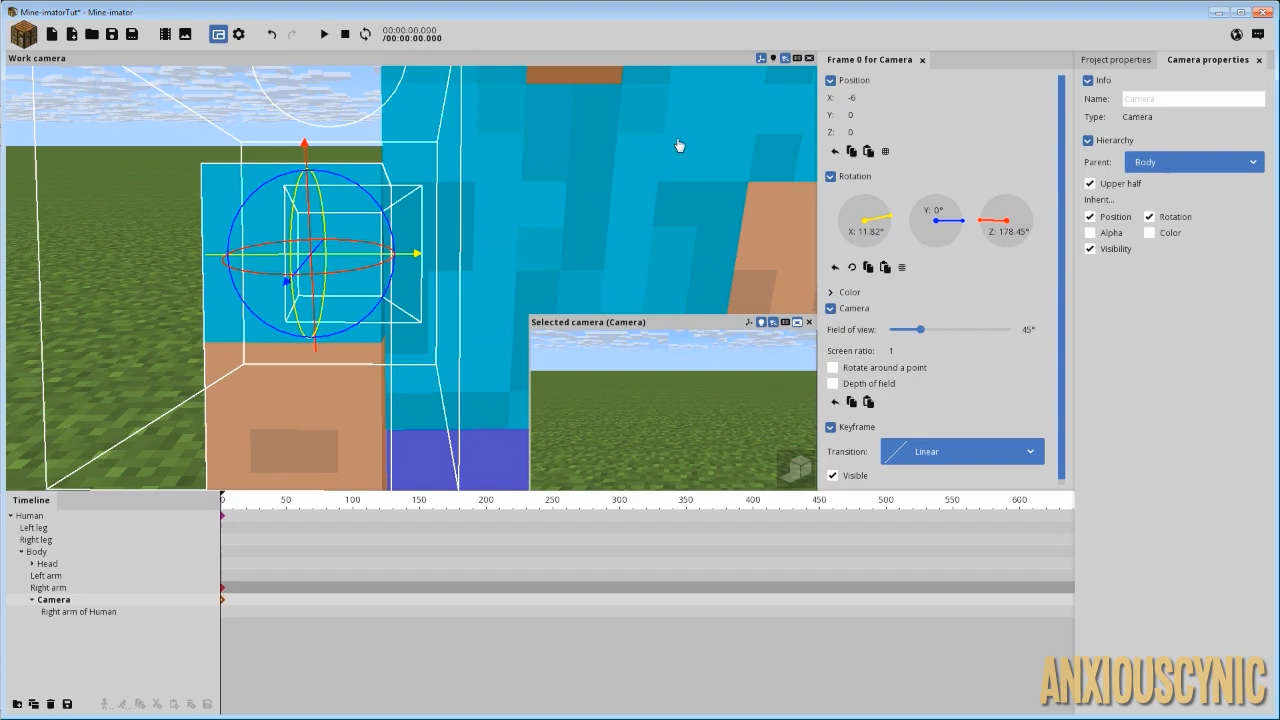 Mine-imatorTut* - Mine-imator
00:00:00.000
/00:00:00.000
Work camera
Frame 0 for Camera
Position
X: -6
Y: 0
Z: 0
Rotation
X: 11.82°
Y: 0°
Z: 178.45°
Color
Camera
Field of view: 45°
Screen ratio: 1
Rotate around a point
Depth of field
Keyframe
Transition: Linear
Visible
Project properties
Camera properties
Info
Name: Camera
Type: Camera
Hierarchy
Parent: Body
Upper half
Inherit...
Position Rotation
Alpha Color
Visibility
Selected camera (Camera)
Timeline
0 50 100 150 200 250 300 350 400 450 500 550 600
Human
Left leg
Right leg
Body
Head
Left arm
Right arm
Camera
Right arm of Human
ANXIOUSCYNIC